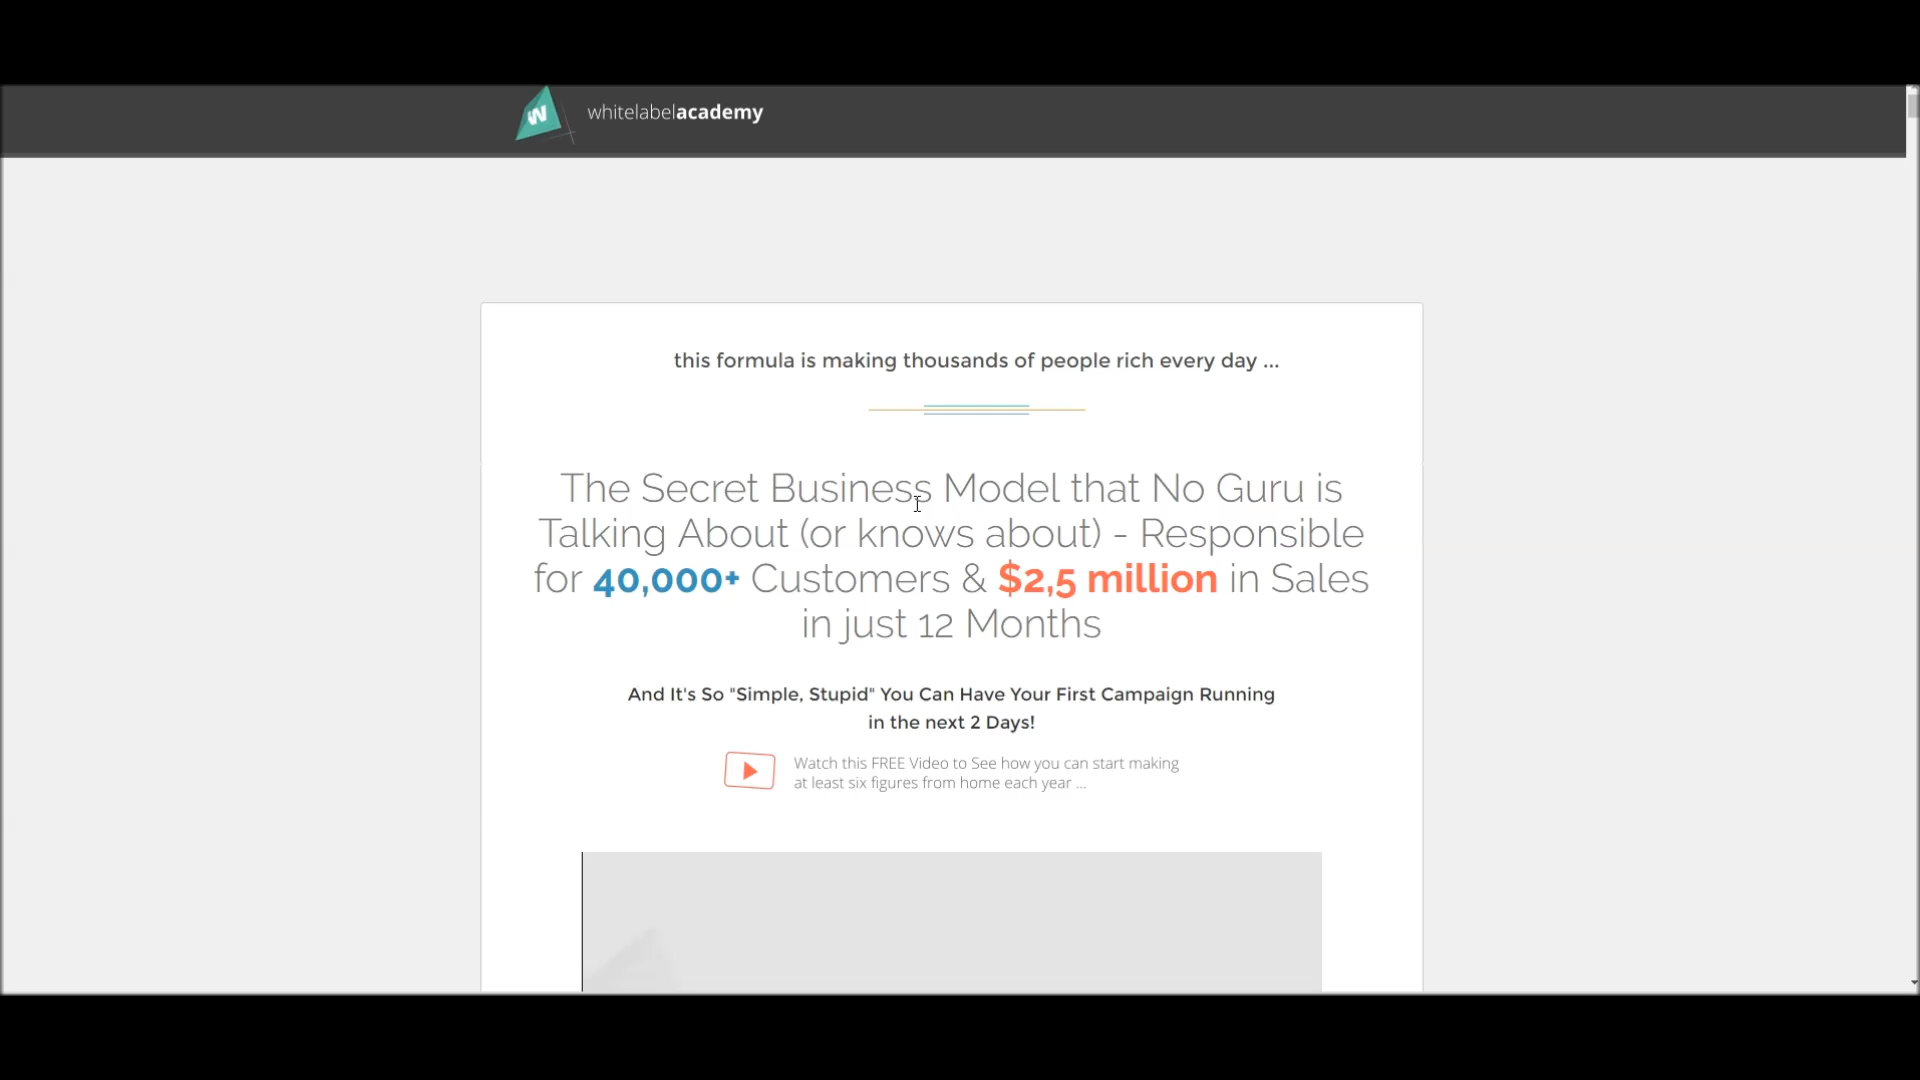 W
whitelabelacademy
this formula is making thousands of people rich every day ...
The Secret Business Model that No Guru is
Talking About (or knows about) - Responsible
for 40,000+ Customers & $2,5 million in Sales
in just 12 Months
And It's So "Simple, Stupid" You Can Have Your First Campaign Running
in the next 2 Days!
Watch this FREE Video to See how you can start making
at least six figures from home each year ...